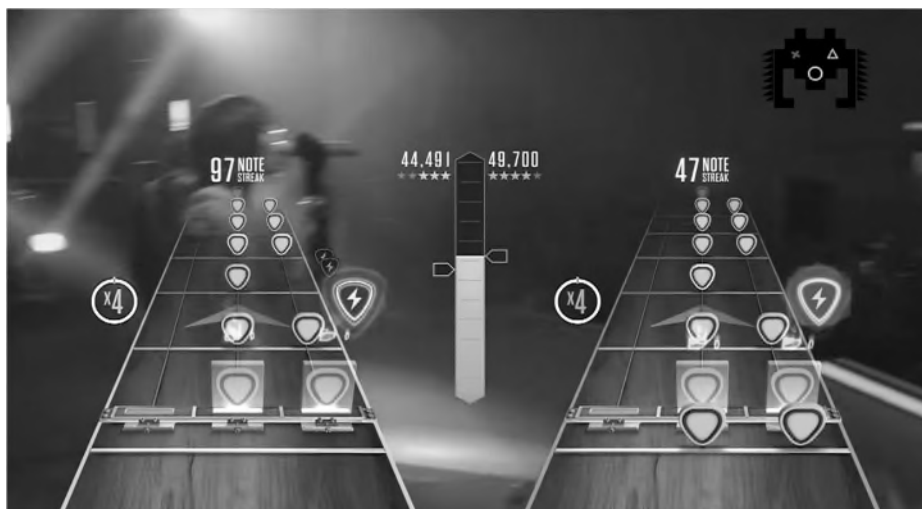 97 NOTE STREAK
44,491 49,700
47 NOTE STREAK
x4
x4